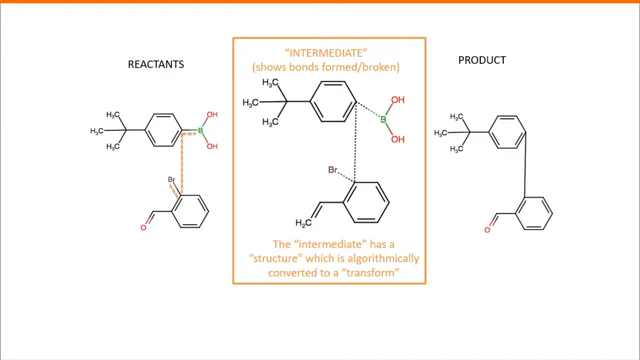 REACTANTS
"INTERMEDIATE"
(shows bonds formed/broken)
PRODUCT
H₃C
H₃C
H₃C
OH
B
OH
Br
O
H₃C
H₃C
H₃C
OH
B
OH
Br
H₂C
H₃C
H₃C
H₃C
O
The "intermediate" has a
"structure" which is algorithmically
converted to a "transform"